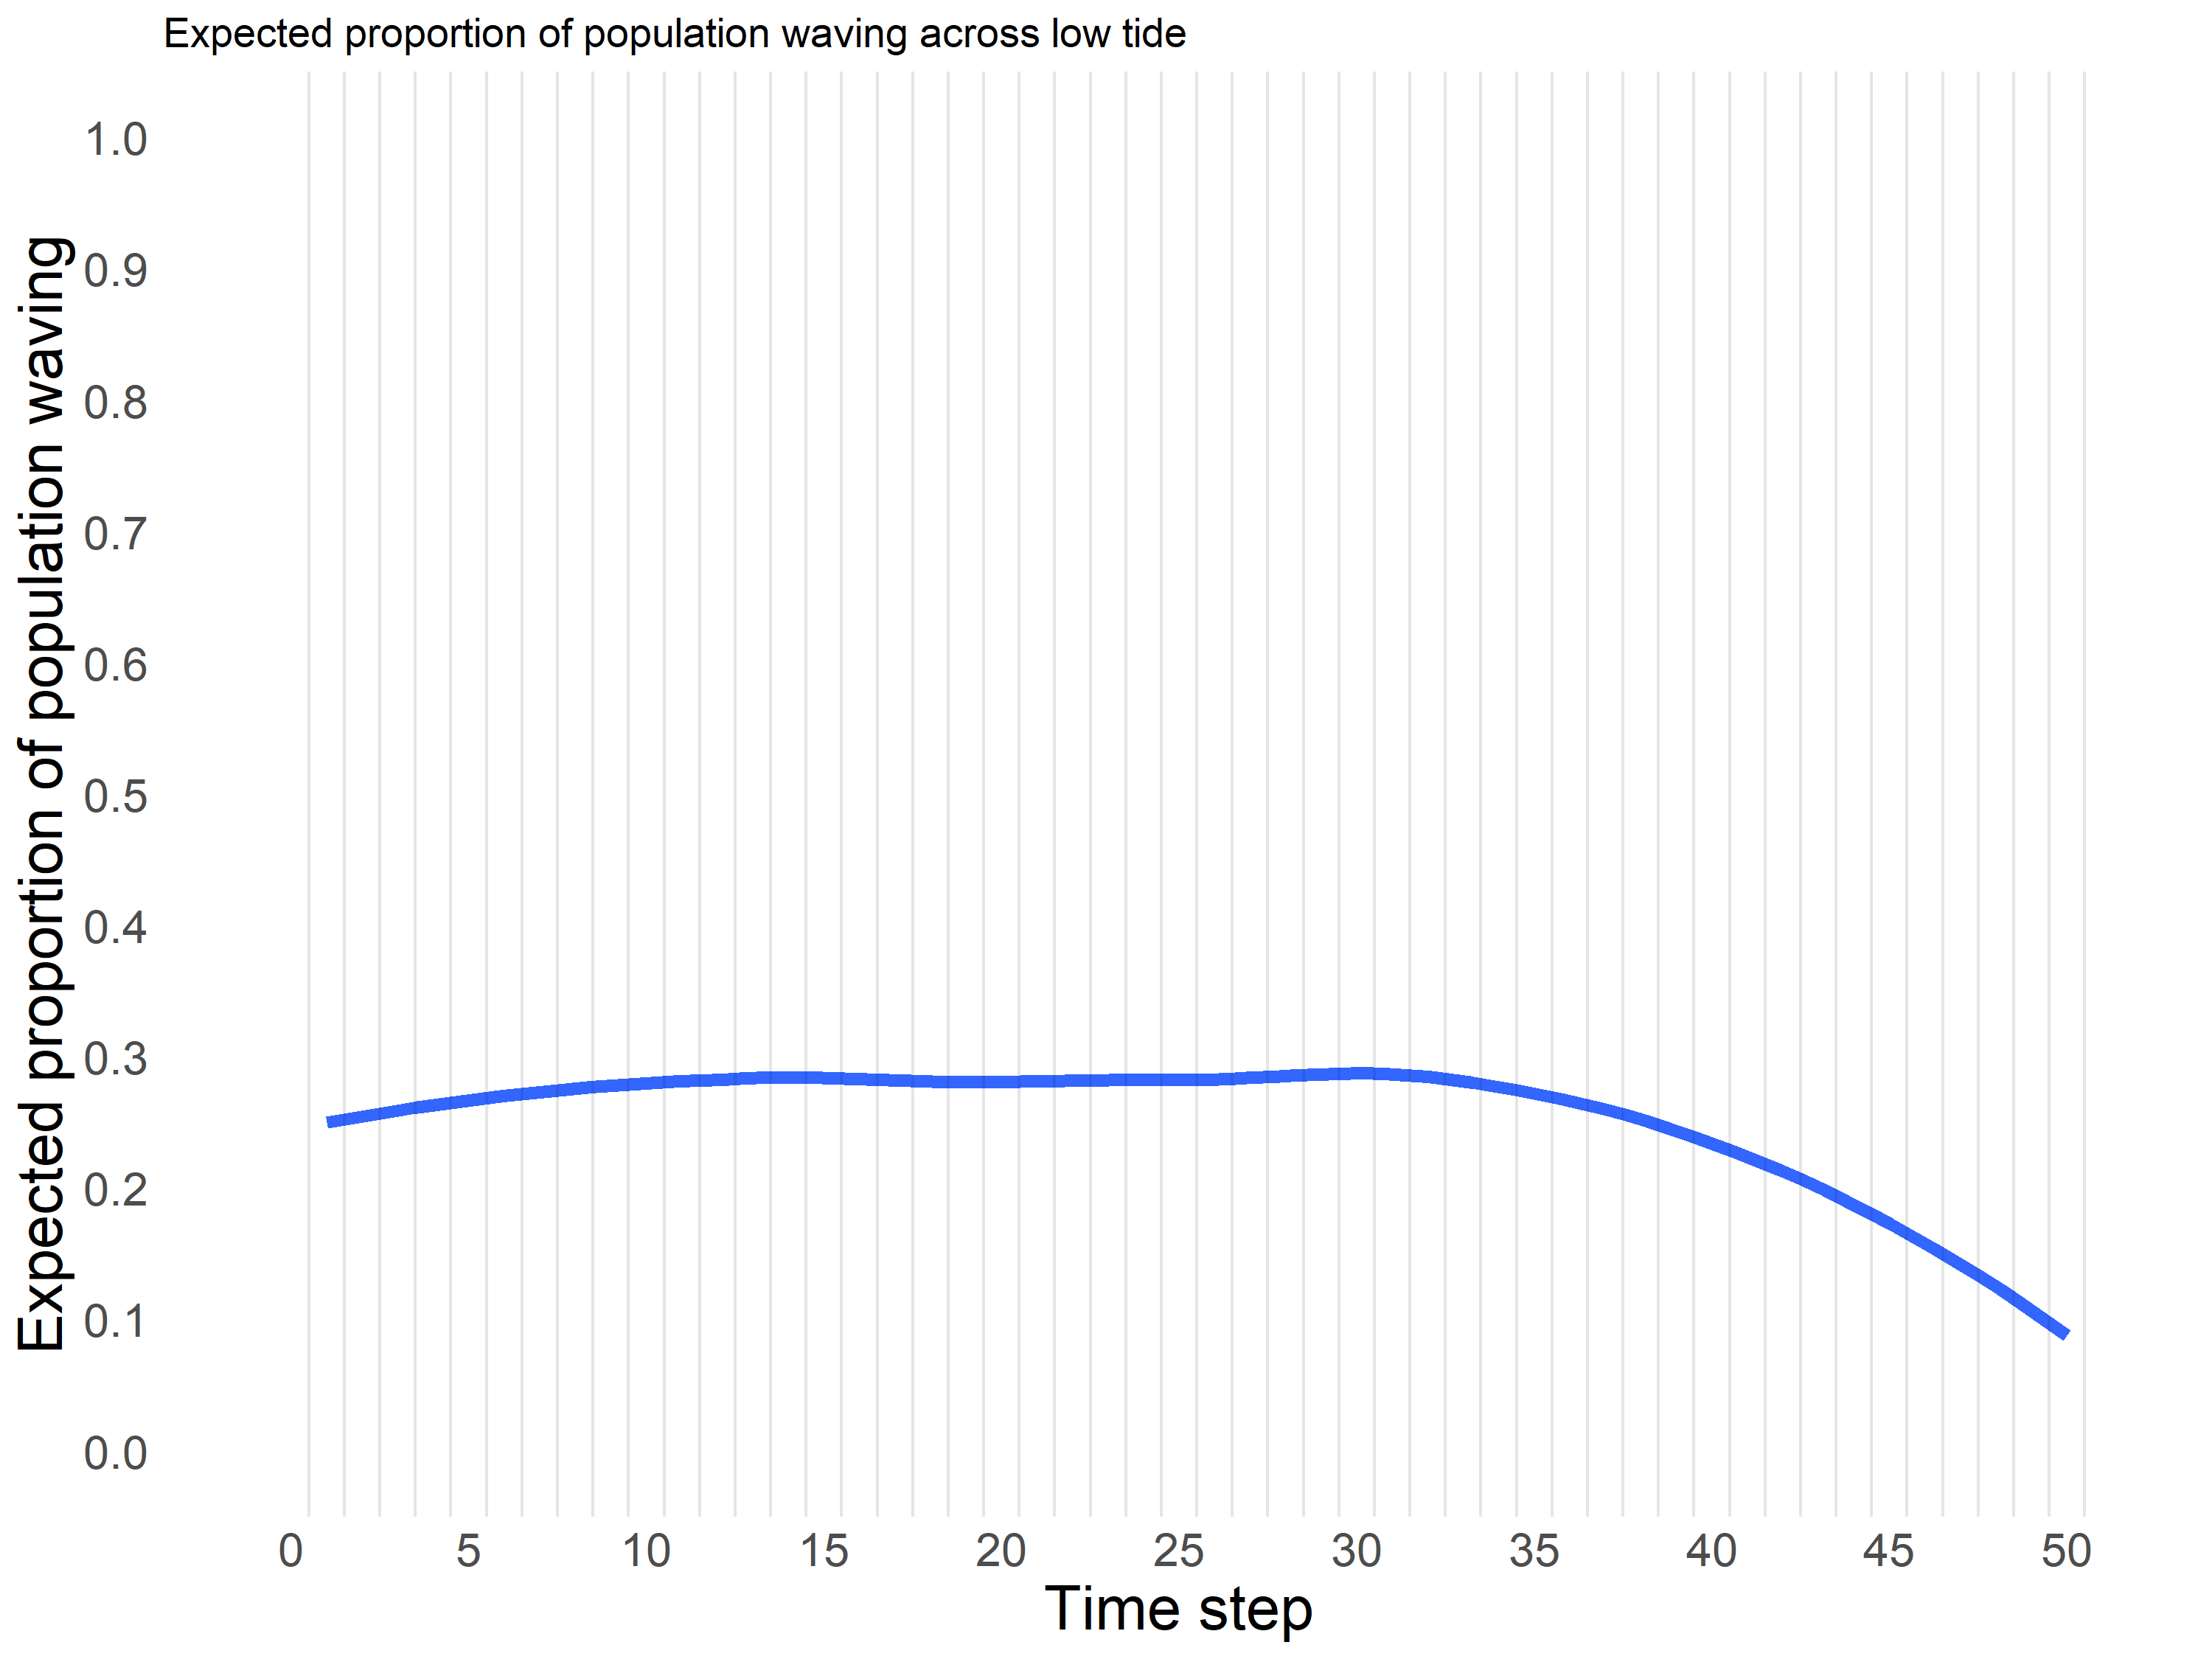 Expected proportion of population waving across low tide
Expected proportion of population waving
1.0
0.9
0.8
0.7
0.6
0.5
0.4
0.3
0.2
0.1
0.0
0 5 10 15 20 25 30 35 40 45 50
Time step